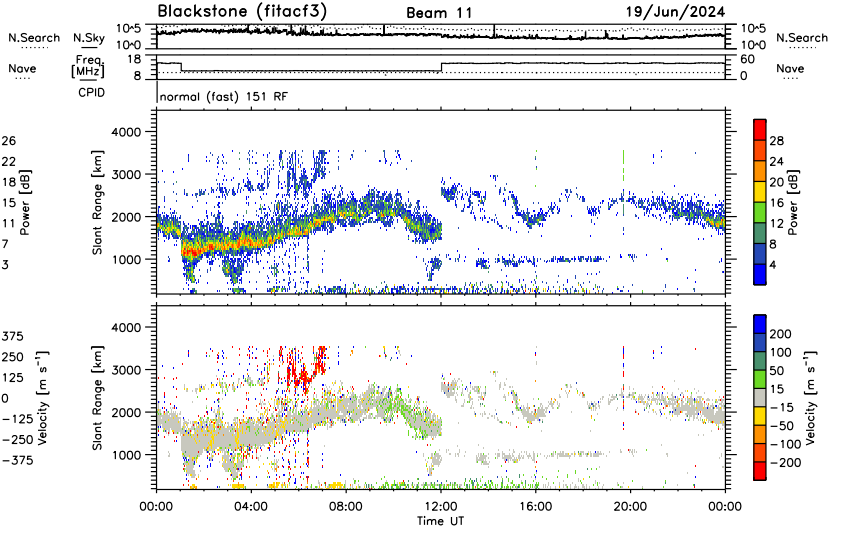 Blackstone (fitacf3) Beam 11 19/Jun/2024
N.Search N.Sky 10^5 10^0 10^5 10^0 N.Search
Nave Freq. [MHz] 18 8 60 0 Nave
CPID normal (fast) 151 RF
Slant Range [km] 4000 3000 2000 1000
Power [dB] 26 22 18 15 11 7 3
Power [dB] 28 24 20 16 12 8 4
Slant Range [km] 4000 3000 2000 1000
Velocity [m s⁻¹] 375 250 125 0 −125 −250 −375
Velocity [m s⁻¹] 200 100 50 15 −15 −50 −100 −200
00:00 04:00 08:00 12:00 16:00 20:00 00:00
Time UT